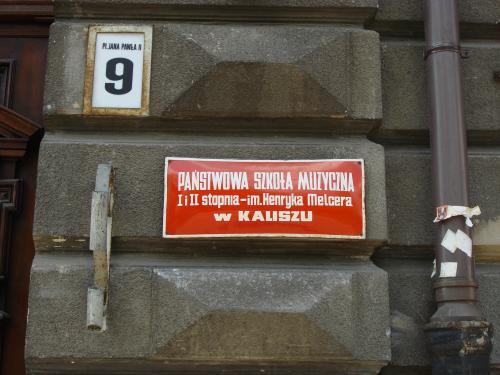 Pl. JANA PAWŁA II
9
PAŃSTWOWA SZKOŁA MUZYCZNA
I i II stopnia-im. Henryka Melcera
w KALISZU